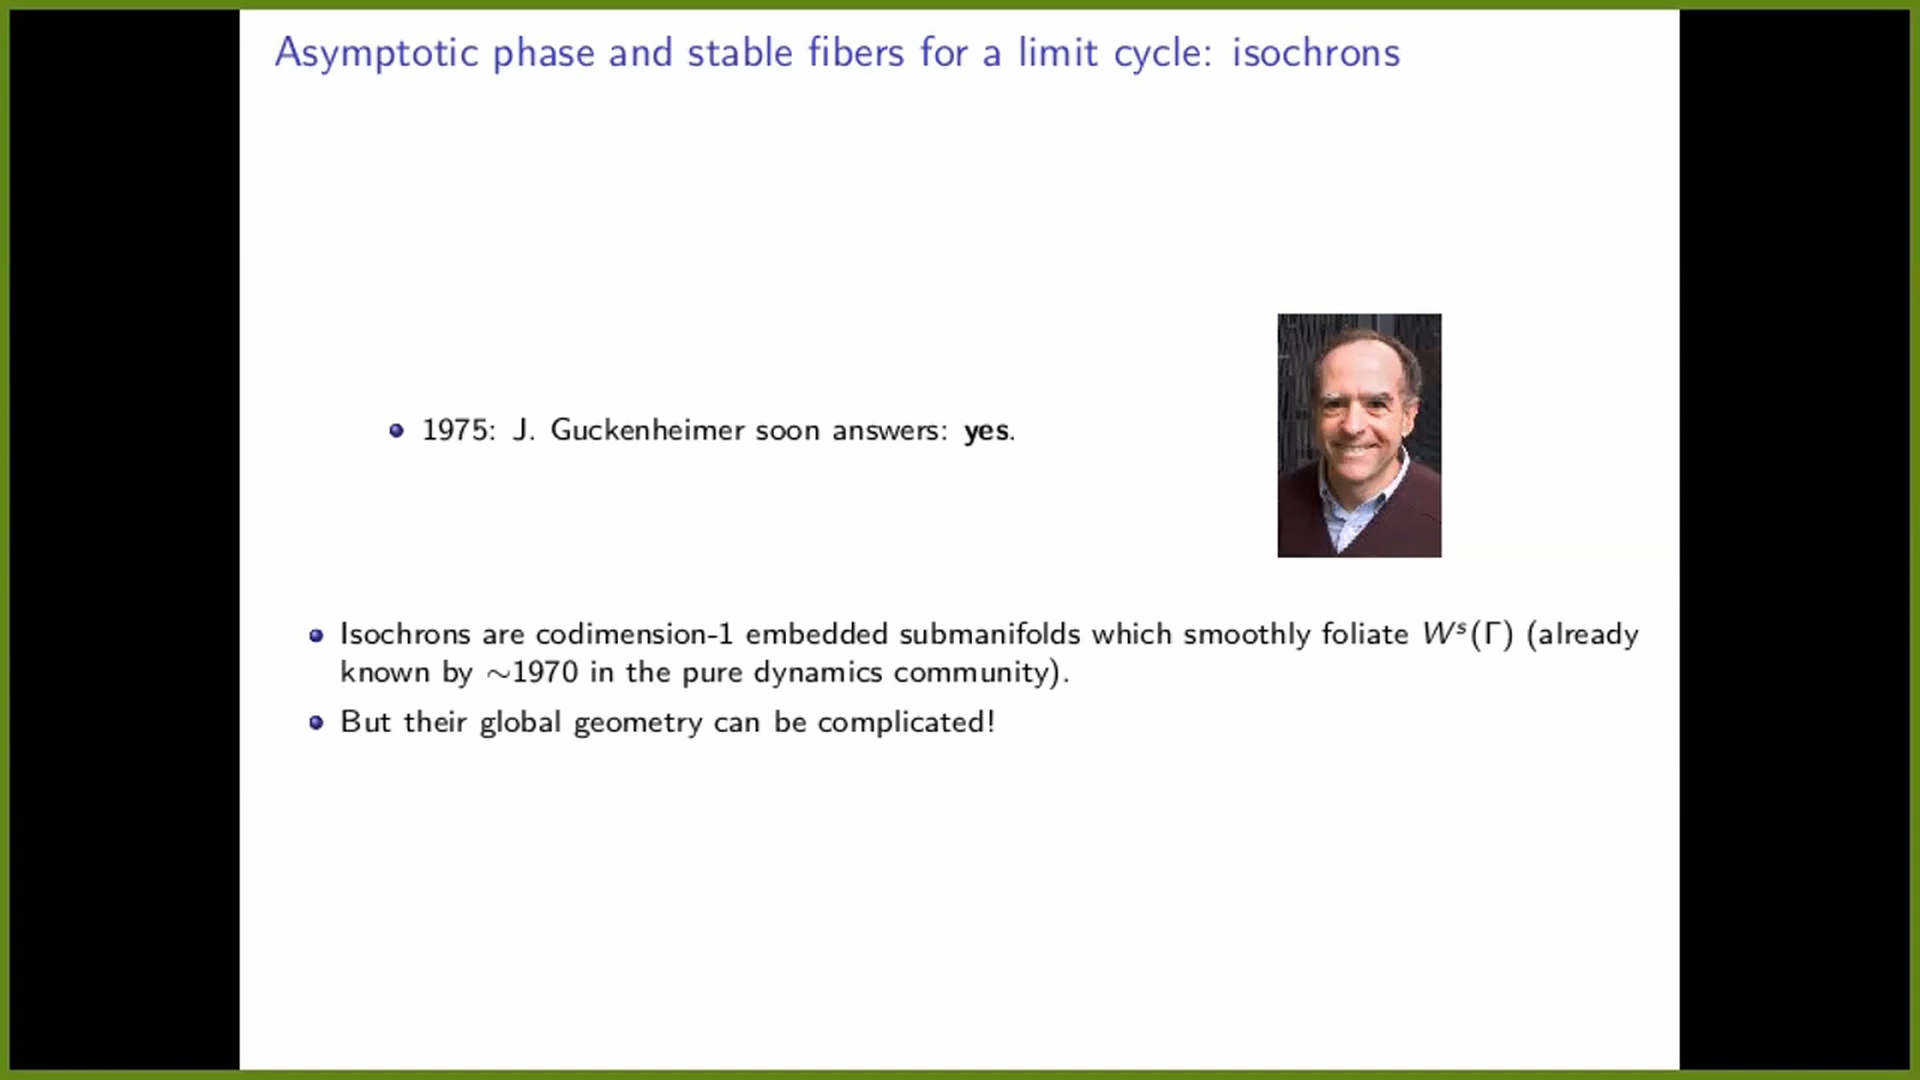 Asymptotic phase and stable fibers for a limit cycle: isochrons
• 1975: J. Guckenheimer soon answers: yes.
• Isochrons are codimension-1 embedded submanifolds which smoothly foliate Wˢ(Γ) (already
known by ∼1970 in the pure dynamics community).
• But their global geometry can be complicated!